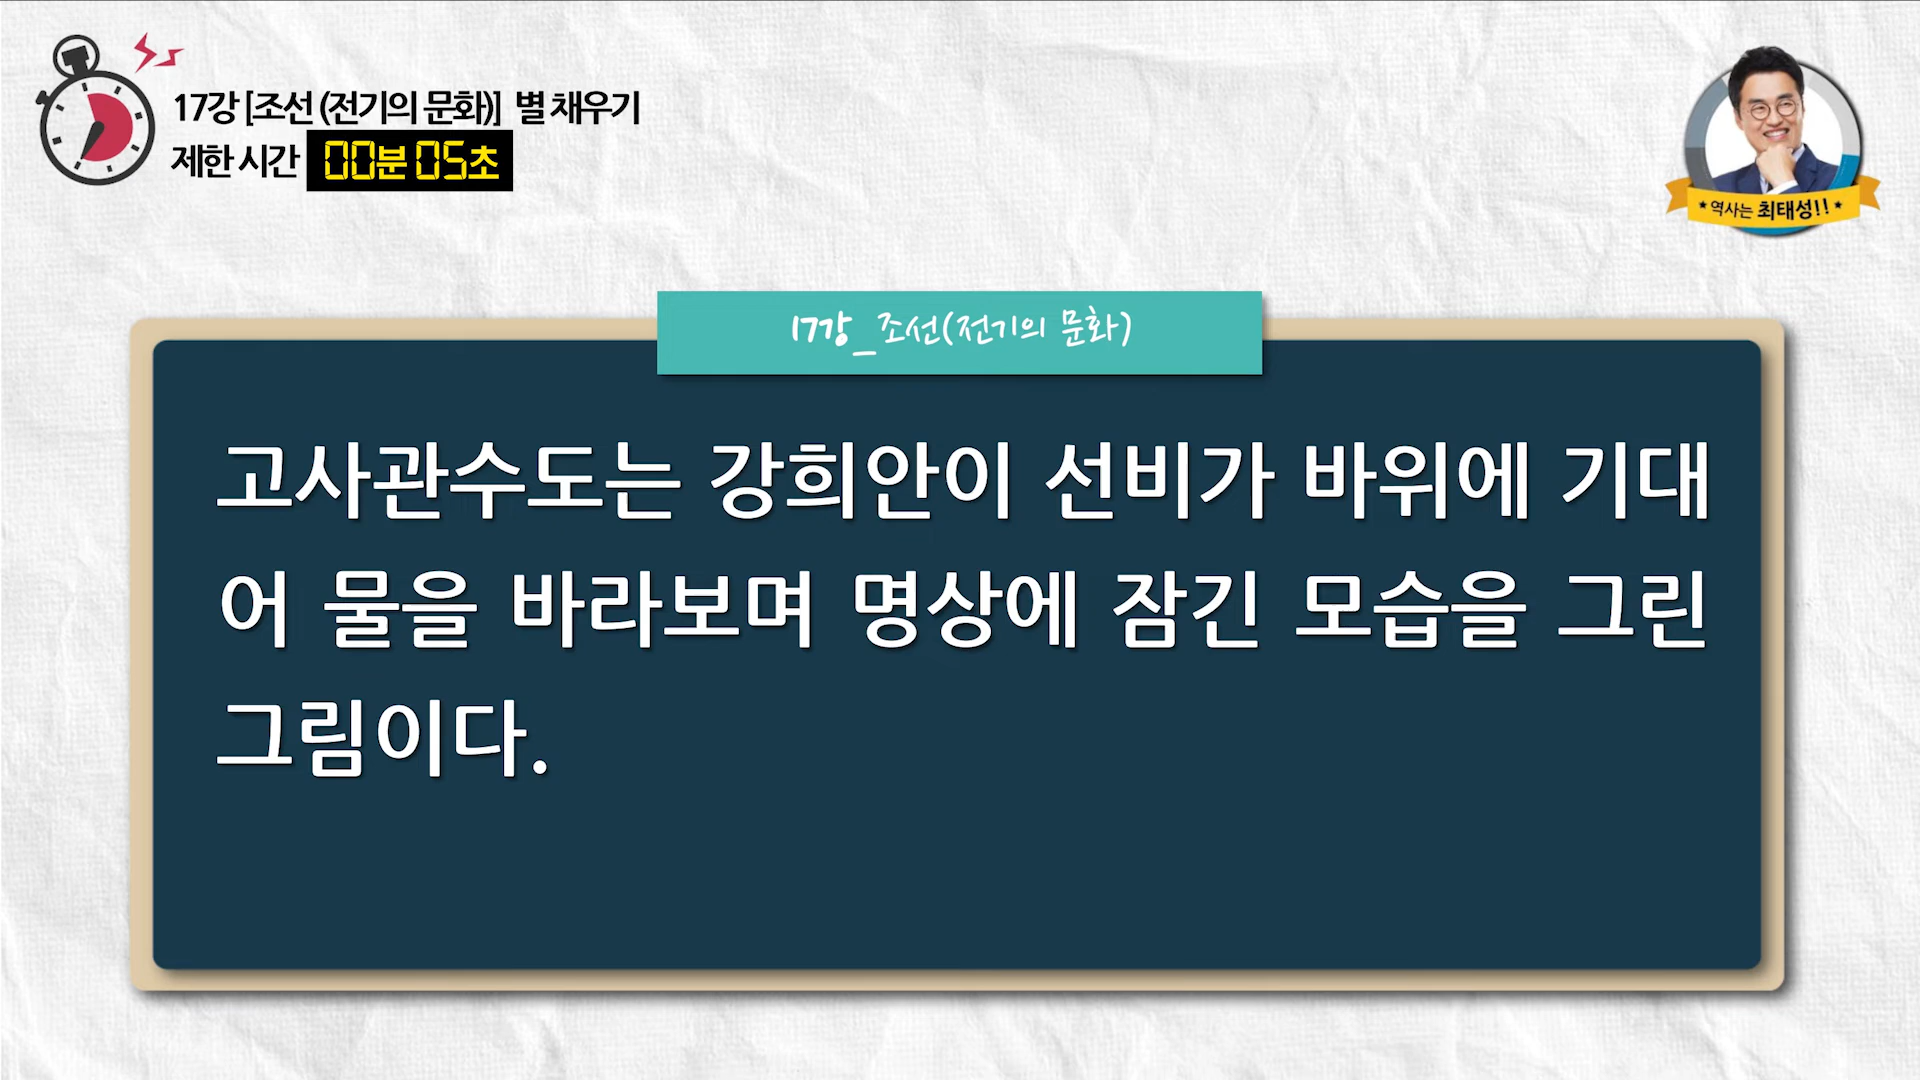 17강 [조선 (전기의 문화)] 별 채우기
제한 시간 00분 05초
★역사는 최태성!!★
17강_조선(전기의 문화)
고사관수도는 강희안이 선비가 바위에 기대
어 물을 바라보며 명상에 잠긴 모습을 그린
그림이다.